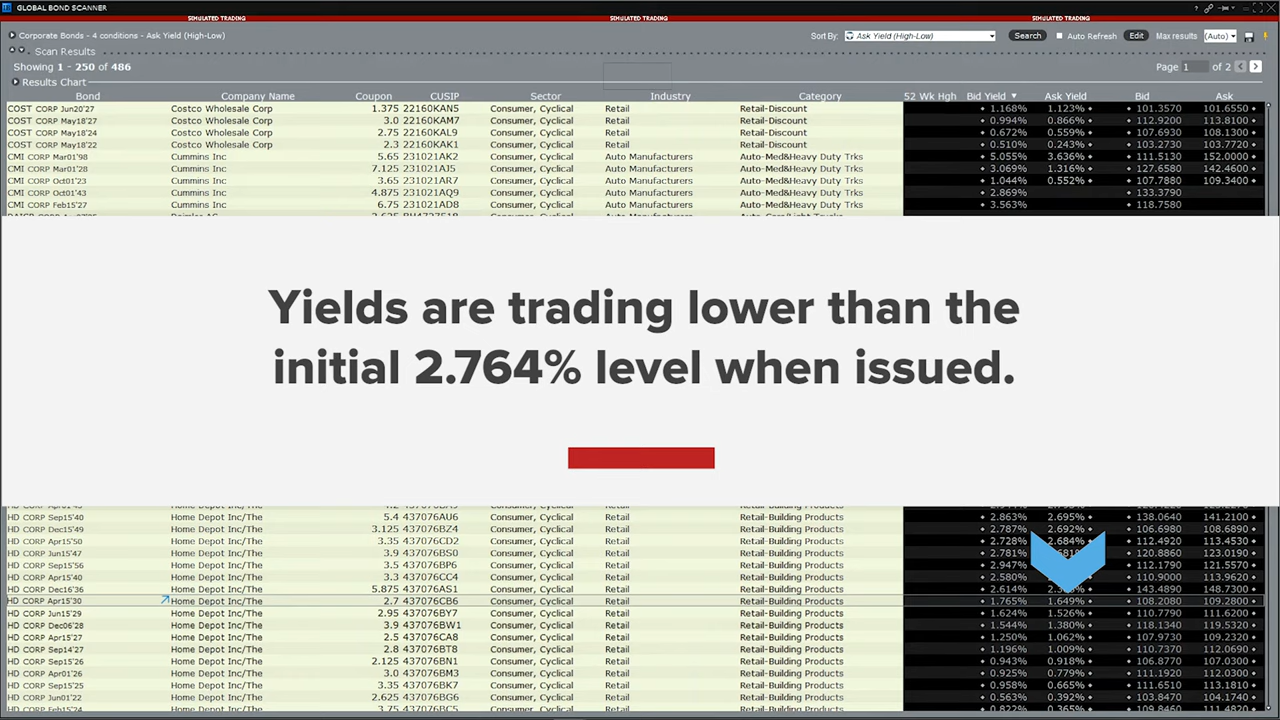 GLOBAL BOND SCANNER
SIMULATED TRADING SIMULATED TRADING SIMULATED TRADING
Corporate Bonds - 4 conditions - Ask Yield (High-Low) Sort By: Ask Yield (High-Low) Search Auto Refresh Edit Max results (Auto)
Scan Results
Showing 1 - 250 of 486 Page 1 of 2
Results Chart
Bond Company Name Coupon CUSIP Sector Industry Category 52 Wk Hgh Bid Yield Ask Yield Bid Ask
COST CORP Jun20'27 Costco Wholesale Corp 1.375 22160KAN5 Consumer, Cyclical Retail Retail-Discount 1.168% 1.123% 101.3570 101.6550
COST CORP May18'27 Costco Wholesale Corp 3.0 22160KAM7 Consumer, Cyclical Retail Retail-Discount 0.994% 0.866% 112.9200 113.8100
COST CORP May18'24 Costco Wholesale Corp 2.75 22160KAL9 Consumer, Cyclical Retail Retail-Discount 0.672% 0.559% 107.6930 108.1300
COST CORP May18'22 Costco Wholesale Corp 2.3 22160KAK1 Consumer, Cyclical Retail Retail-Discount 0.510% 0.243% 103.2730 103.7720
CMI CORP Mar01'98 Cummins Inc 5.65 231021AK2 Consumer, Cyclical Auto Manufacturers Auto-Med&Heavy Duty Trks 5.055% 3.636% 111.5130 152.0000
CMI CORP Mar01'28 Cummins Inc 7.125 231021AJ5 Consumer, Cyclical Auto Manufacturers Auto-Med&Heavy Duty Trks 3.069% 1.316% 127.6580 142.4600
CMI CORP Oct01'23 Cummins Inc 3.65 231021AR7 Consumer, Cyclical Auto Manufacturers Auto-Med&Heavy Duty Trks 1.044% 0.552% 107.7880 109.3400
CMI CORP Oct01'43 Cummins Inc 4.875 231021AQ9 Consumer, Cyclical Auto Manufacturers Auto-Med&Heavy Duty Trks 2.869% 133.3790
CMI CORP Feb15'27 Cummins Inc 6.75 231021AD8 Consumer, Cyclical Auto Manufacturers Auto-Med&Heavy Duty Trks 3.563% 118.7580
Yields are trading lower than the
initial 2.764% level when issued.
HD CORP Sep15'40 Home Depot Inc/The 5.4 437076AU6 Consumer, Cyclical Retail Retail-Building Products 2.863% 2.695% 138.0640 141.2100
HD CORP Dec49 Home Depot Inc/The 3.125 437076BZ4 Consumer, Cyclical Retail Retail-Building Products 2.787% 2.692% 106.6980 108.6890
HD CORP Apr15'50 Home Depot Inc/The 3.35 437076CD2 Consumer, Cyclical Retail Retail-Building Products 2.728% 2.684% 112.4920 113.4530
HD CORP Jun15'47 Home Depot Inc/The 3.9 437076BS0 Consumer, Cyclical Retail Retail-Building Products 2.781% 120.8860 123.0190
HD CORP Sep15'56 Home Depot Inc/The 3.5 437076BP6 Consumer, Cyclical Retail Retail-Building Products 2.947% 112.1790 121.5570
HD CORP Apr15'40 Home Depot Inc/The 3.3 437076CC4 Consumer, Cyclical Retail Retail-Building Products 2.580% 110.9000 113.9620
HD CORP Dec16'36 Home Depot Inc/The 5.875 437076AS1 Consumer, Cyclical Retail Retail-Building Products 2.614% 143.4890 148.7300
HD CORP Apr15'30 Home Depot Inc/The 2.7 437076CB6 Consumer, Cyclical Retail Retail-Building Products 1.765% 1.649% 108.2080 109.2800
HD CORP Jun15'29 Home Depot Inc/The 2.95 437076BY7 Consumer, Cyclical Retail Retail-Building Products 1.624% 1.526% 110.7790 111.6200
HD CORP Dec06'28 Home Depot Inc/The 3.9 437076BW1 Consumer, Cyclical Retail Retail-Building Products 1.544% 1.380% 118.1340 119.5320
HD CORP Apr15'27 Home Depot Inc/The 2.5 437076CA8 Consumer, Cyclical Retail Retail-Building Products 1.250% 1.062% 107.9730 109.2320
HD CORP Sep14'27 Home Depot Inc/The 2.8 437076BT8 Consumer, Cyclical Retail Retail-Building Products 1.196% 1.009% 110.7370 112.0690
HD CORP Sep15'26 Home Depot Inc/The 2.125 437076BN1 Consumer, Cyclical Retail Retail-Building Products 0.943% 0.918% 106.8770 107.0300
HD CORP Apr01'26 Home Depot Inc/The 3.0 437076BM3 Consumer, Cyclical Retail Retail-Building Products 0.925% 0.779% 111.1920 112.0300
HD CORP Sep15'25 Home Depot Inc/The 3.35 437076BK7 Consumer, Cyclical Retail Retail-Building Products 0.958% 0.665% 111.6510 113.1810
HD CORP Jun01'22 Home Depot Inc/The 2.625 437076BG6 Consumer, Cyclical Retail Retail-Building Products 0.563% 0.392% 103.8470 104.1740
HD CORP Feb15'24 Home Depot Inc/The 3.75 437076BC5 Consumer, Cyclical Retail Retail-Building Products 0.822% 0.365%